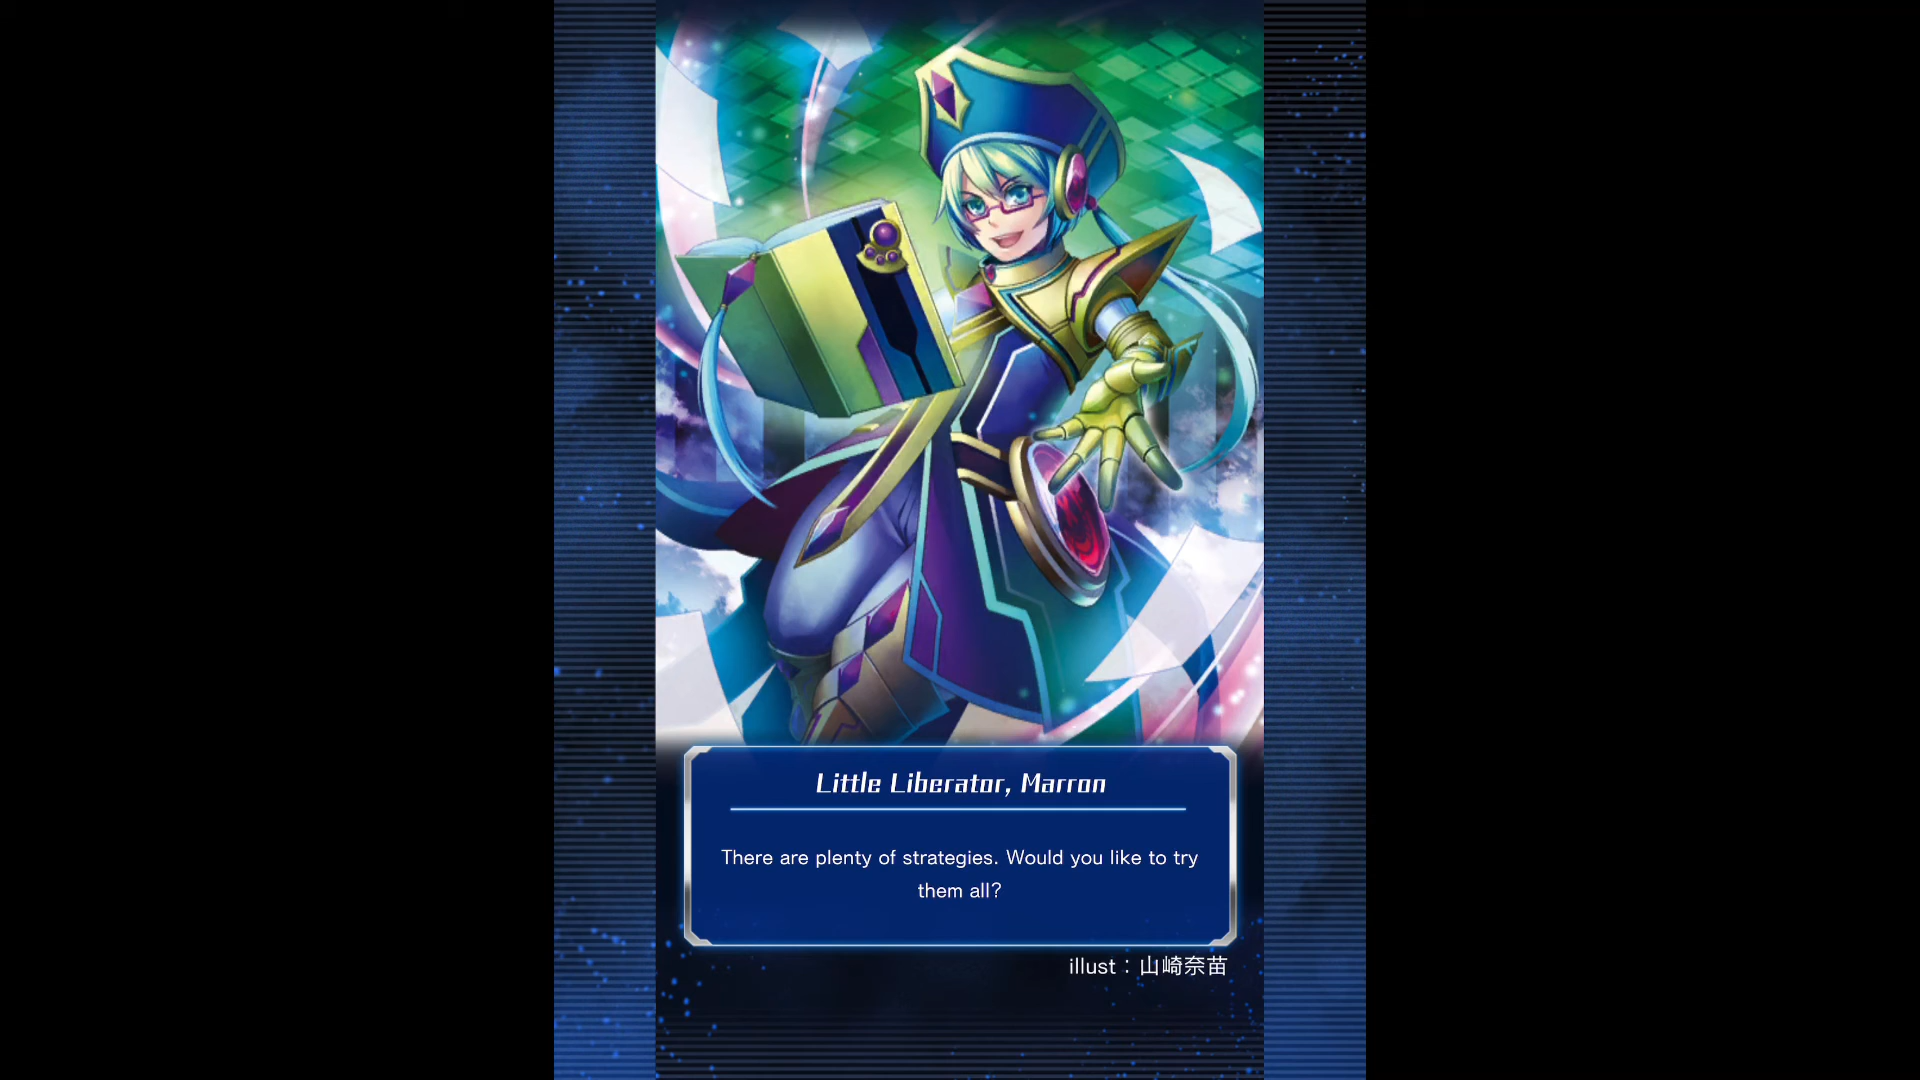 Little Liberator, Marron
There are plenty of strategies. Would you like to try
them all?
illust：山崎奈苗